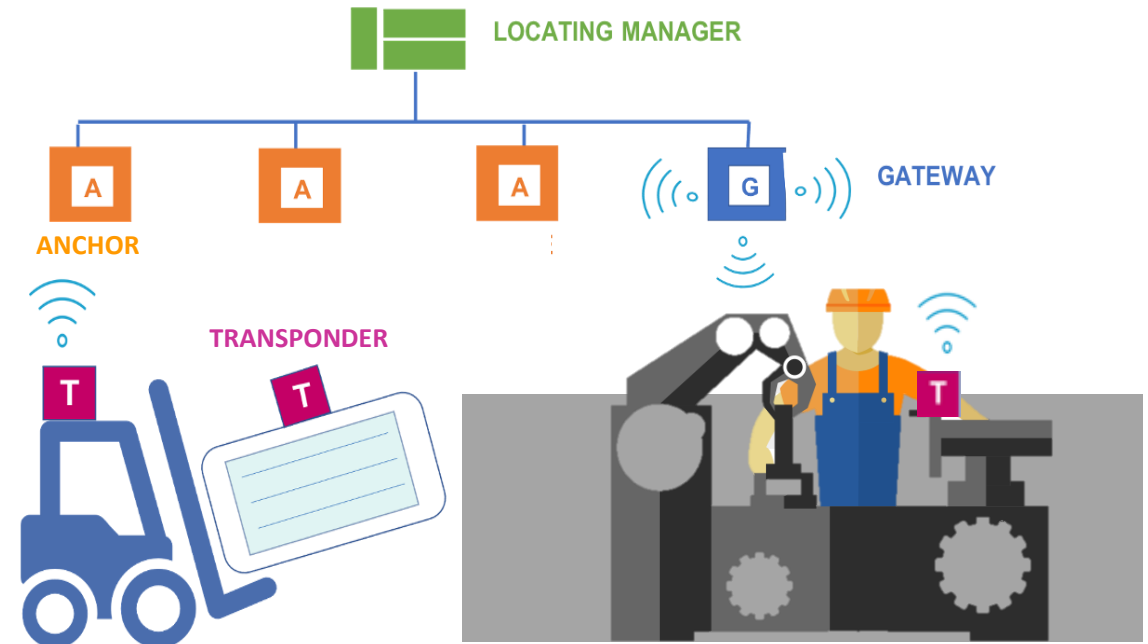 LOCATING MANAGER
A
A
A
G
GATEWAY
ANCHOR
TRANSPONDER
T
T
T